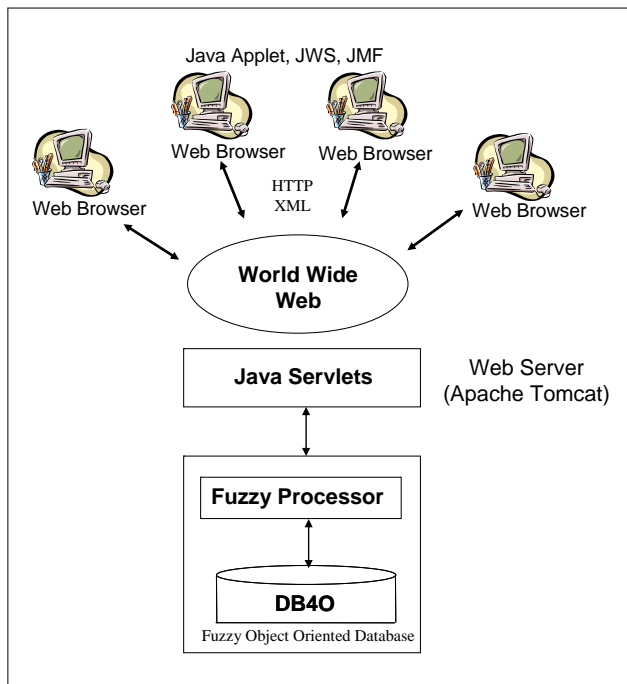 Java Applet, JWS, JMF
Web Browser
Web Browser
Web Browser
Web Browser
HTTP
XML
World Wide
Web
Java Servlets
Web Server
(Apache Tomcat)
Fuzzy Processor
DB4O
Fuzzy Object Oriented Database